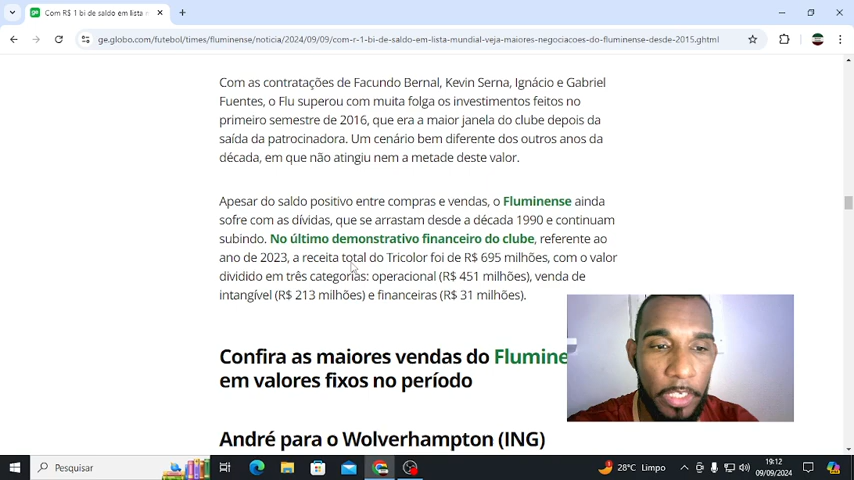 Com R$ 1 bi de saldo em lista
ge.globo.com/futebol/times/fluminense/noticia/2024/09/09/com-r-1-bi-de-saldo-em-lista-mundial-veja-maiores-negociacoes-do-fluminense-desde-2015.ghtml
Com as contratações de Facundo Bernal, Kevin Serna, Ignácio e Gabriel
Fuentes, o Flu superou com muita folga os investimentos feitos no
primeiro semestre de 2016, que era a maior janela do clube depois da
saída da patrocinadora. Um cenário bem diferente dos outros anos da
década, em que não atingiu nem a metade deste valor.
Apesar do saldo positivo entre compras e vendas, o Fluminense ainda
sofre com as dívidas, que se arrastam desde a década 1990 e continuam
subindo. No último demonstrativo financeiro do clube, referente ao
ano de 2023, a receita total do Tricolor foi de R$ 695 milhões, com o valor
dividido em três categorias: operacional (R$ 451 milhões), venda de
intangível (R$ 213 milhões) e financeiras (R$ 31 milhões).
Confira as maiores vendas do Flumine
em valores fixos no período
André para o Wolverhampton (ING)
Pesquisar
28°C Limpo
19:12
09/09/2024